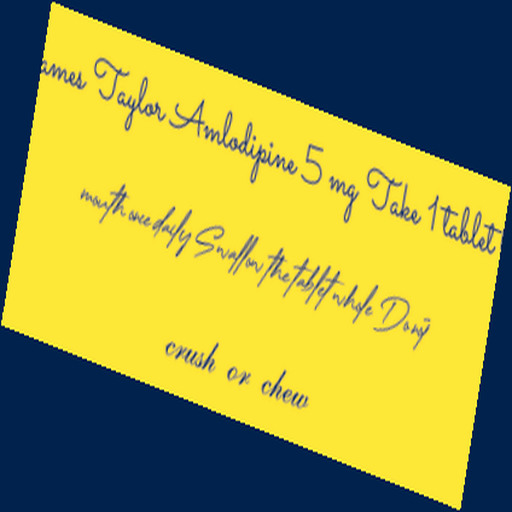 ames Taylor Amlodipine 5 mg Take 1 tablet
mouth once daily Swallow the tablet whole Don't
crush or chew